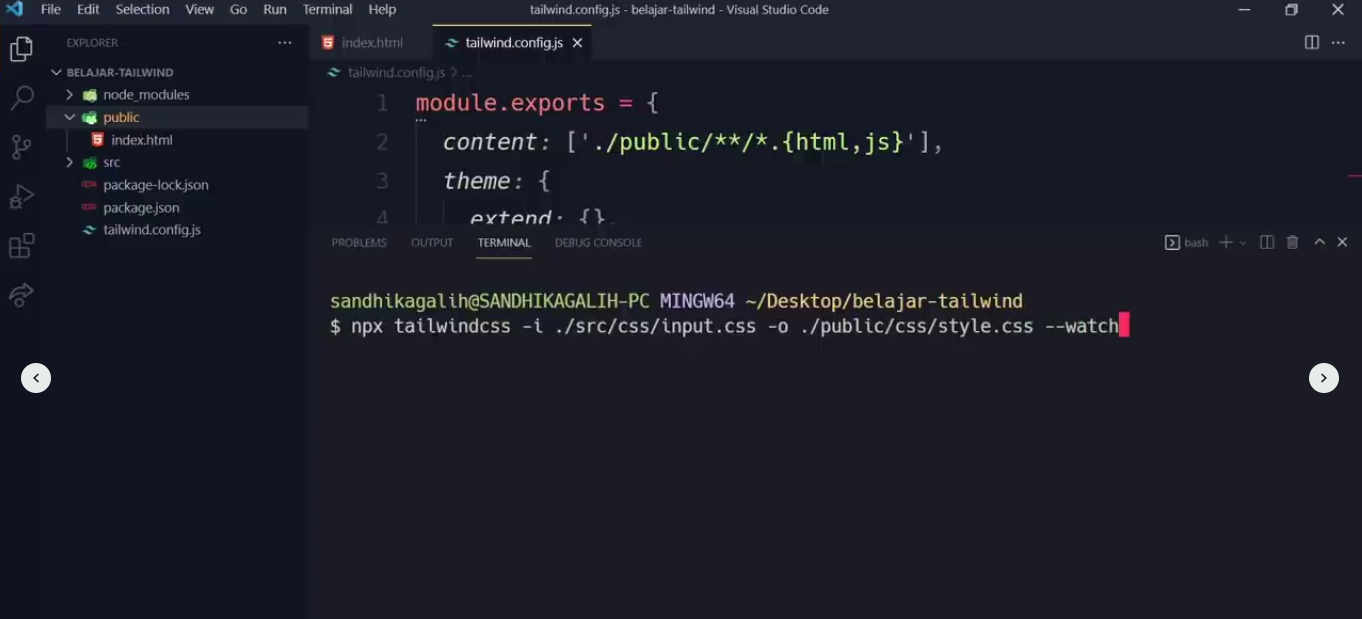 File Edit Selection View Go Run Terminal Help
tailwind.config.js - belajar-tailwind - Visual Studio Code
EXPLORER
BELAJAR-TAILWIND
node_modules
public
index.html
src
package-lock.json
package.json
tailwind.config.js
index.html
tailwind.config.js
tailwind.config.js > ...
1 module.exports = {
2 content: ['./public/**/*.{html,js}'],
3 theme: {
4 extend: {},
PROBLEMS OUTPUT TERMINAL DEBUG CONSOLE
bash
sandhikagalih@SANDHIKAGALIH-PC MINGW64 ~/Desktop/belajar-tailwind
$ npx tailwindcss -i ./src/css/input.css -o ./public/css/style.css --watch